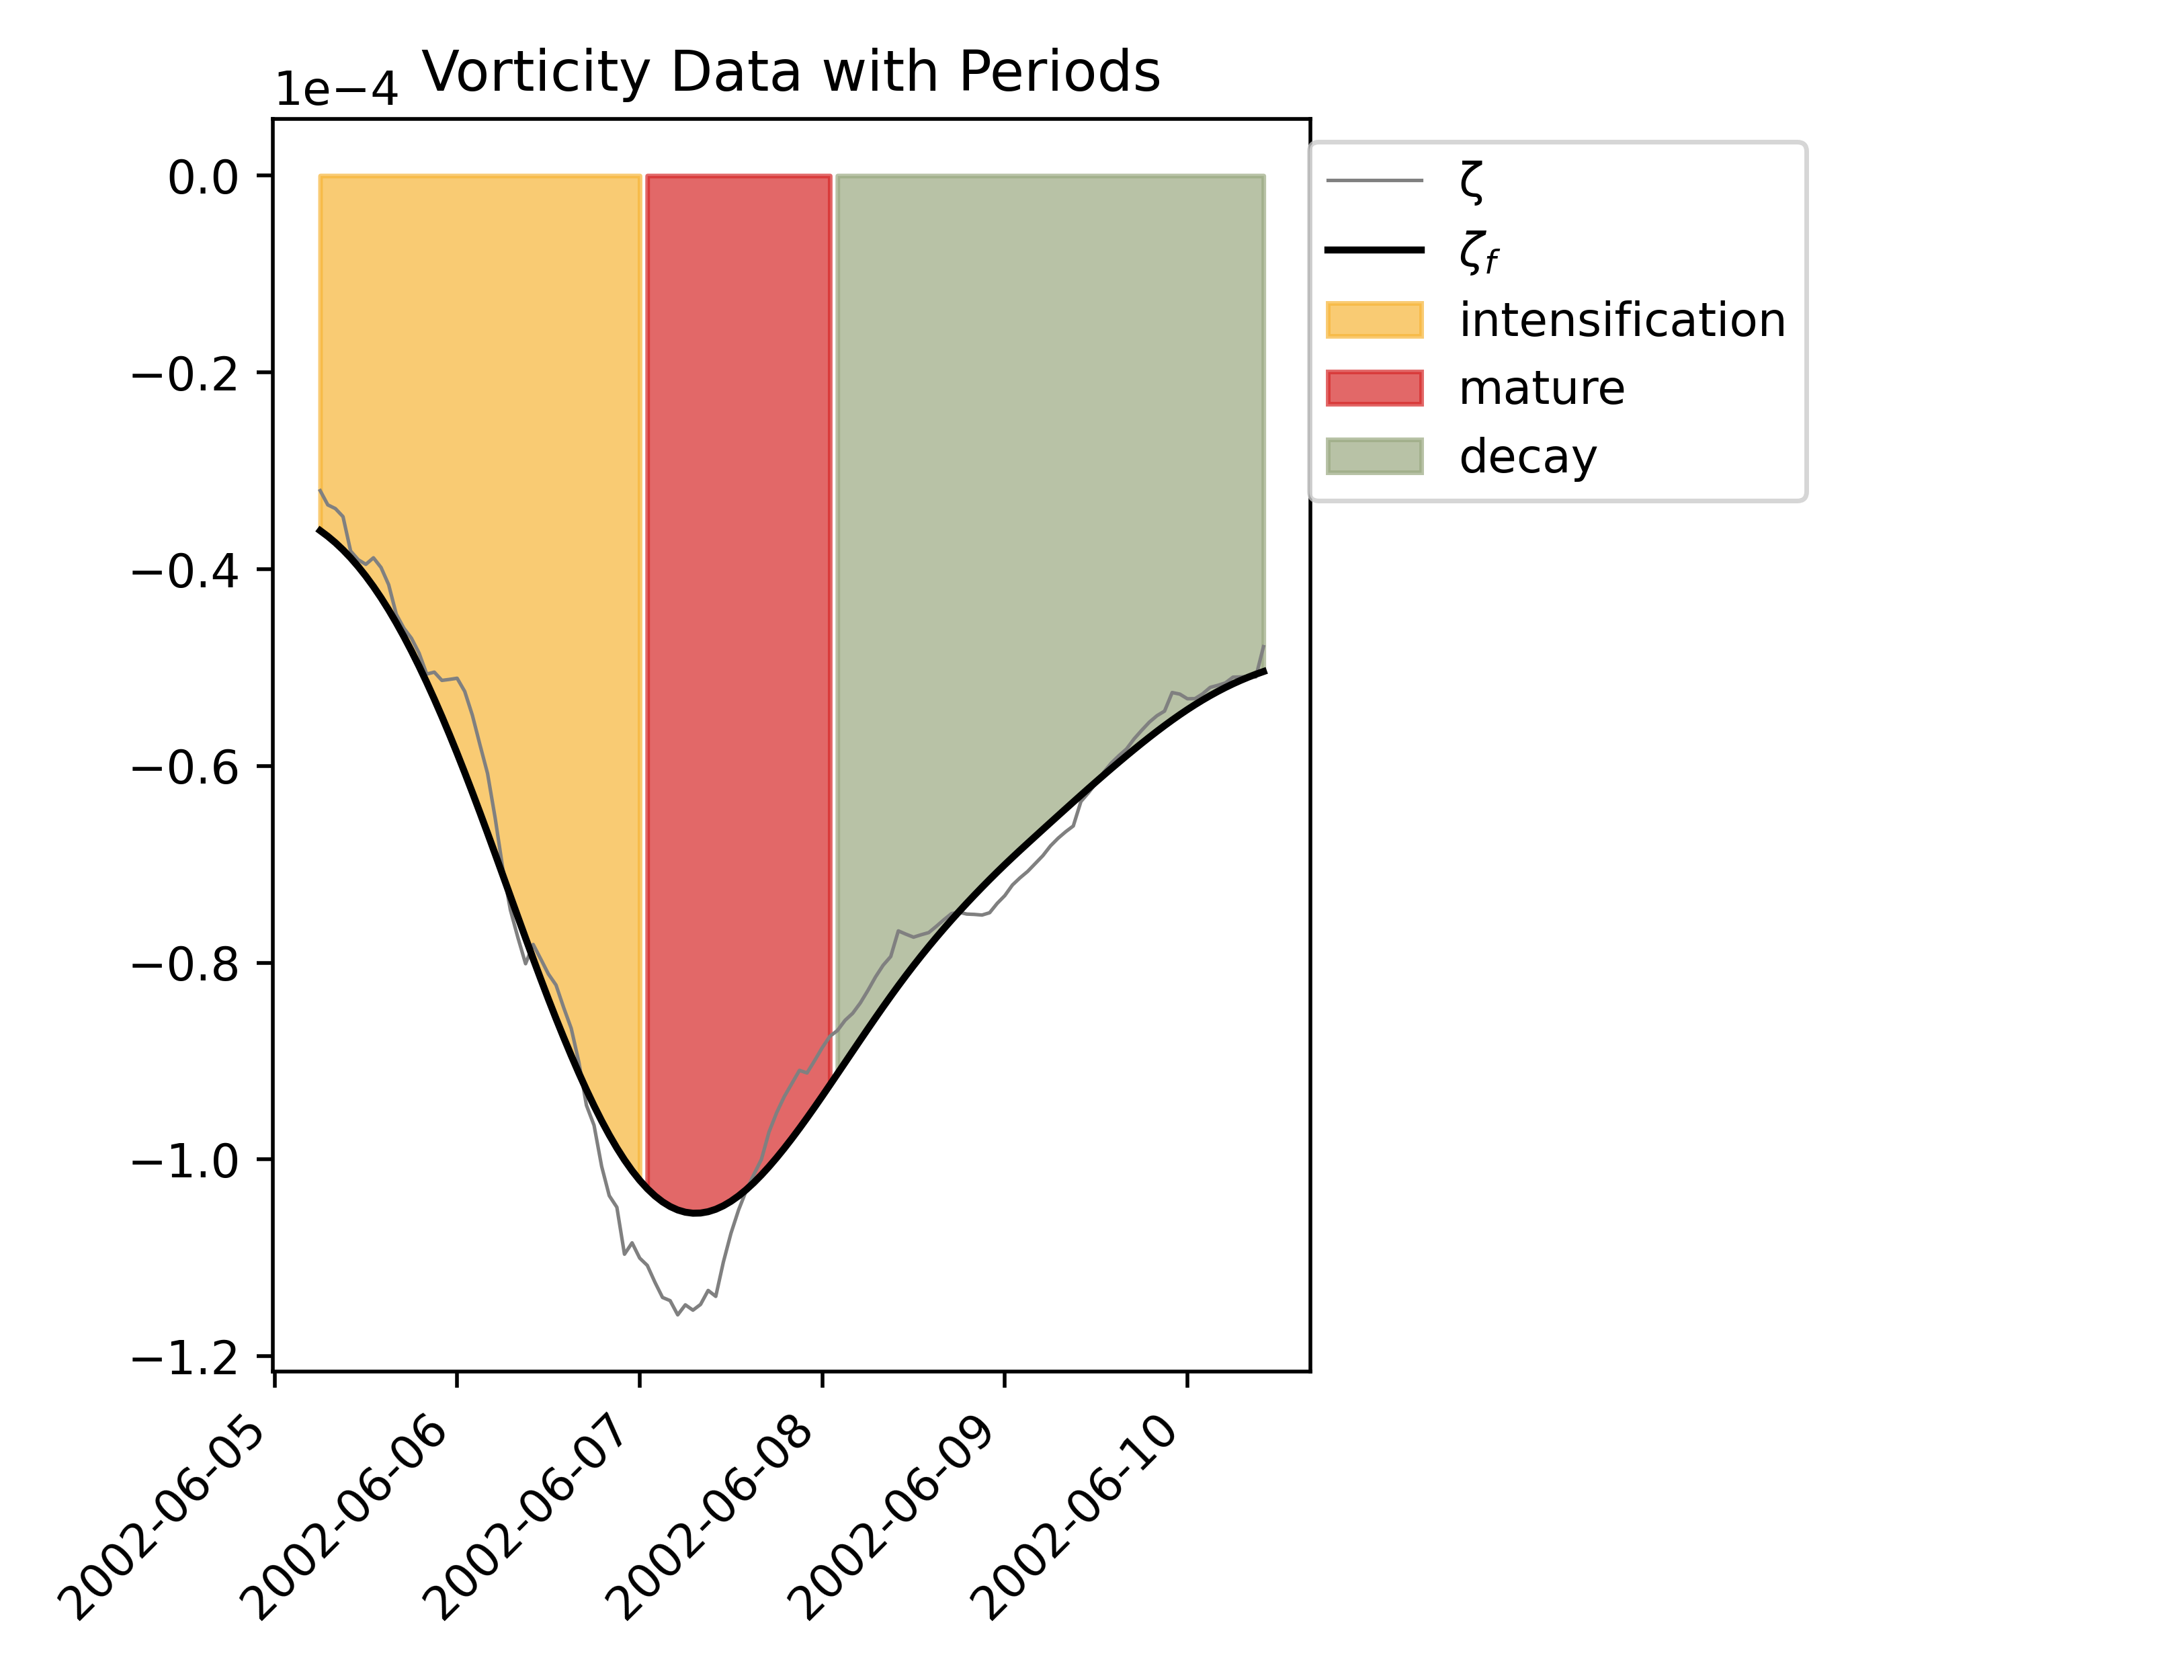 Vorticity Data with Periods
1e−4
0.0
−0.2
−0.4
−0.6
−0.8
−1.0
−1.2
2002-06-05
2002-06-06
2002-06-07
2002-06-08
2002-06-09
2002-06-10
ζ
ζf
intensification
mature
decay